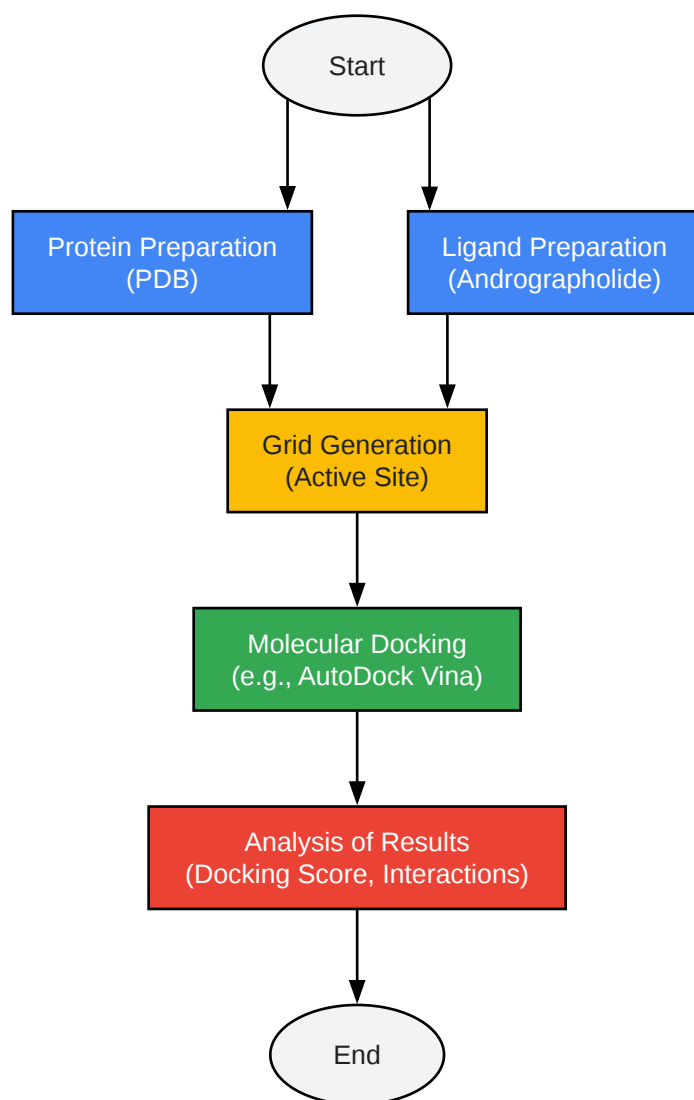 Start
Protein Preparation
(PDB)
Ligand Preparation
(Andrographolide)
Grid Generation
(Active Site)
Molecular Docking
(e.g., AutoDock Vina)
Analysis of Results
(Docking Score, Interactions)
End